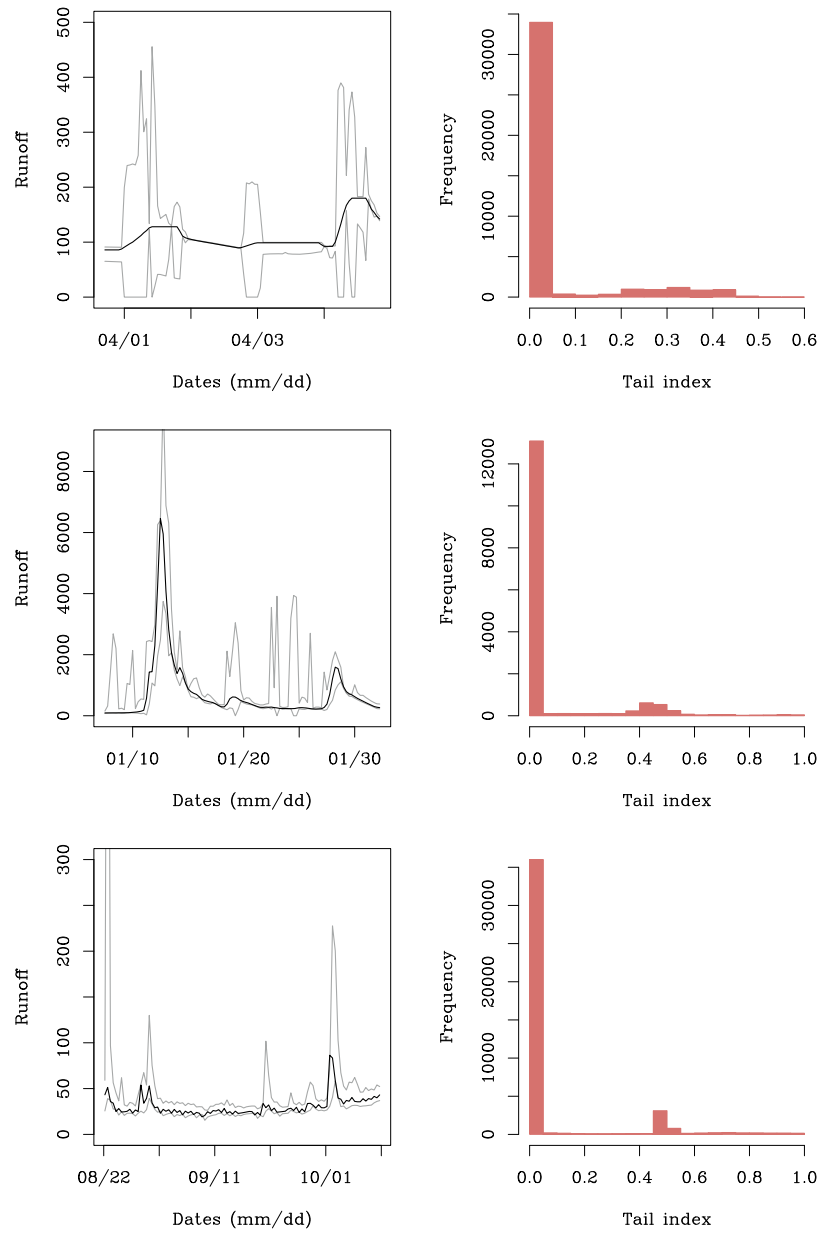 Runoff
0
100
200
300
400
500
04/01
04/03
Dates (mm/dd)
Frequency
0
10000
20000
30000
0.0 0.1 0.2 0.3 0.4 0.5 0.6
Tail index
Runoff
0
2000
4000
6000
8000
01/10
01/20
01/30
Dates (mm/dd)
Frequency
0
4000
8000
12000
0.0 0.2 0.4 0.6 0.8 1.0
Tail index
Runoff
0
50
100
200
300
08/22
09/11
10/01
Dates (mm/dd)
Frequency
0
10000
20000
30000
0.0 0.2 0.4 0.6 0.8 1.0
Tail index